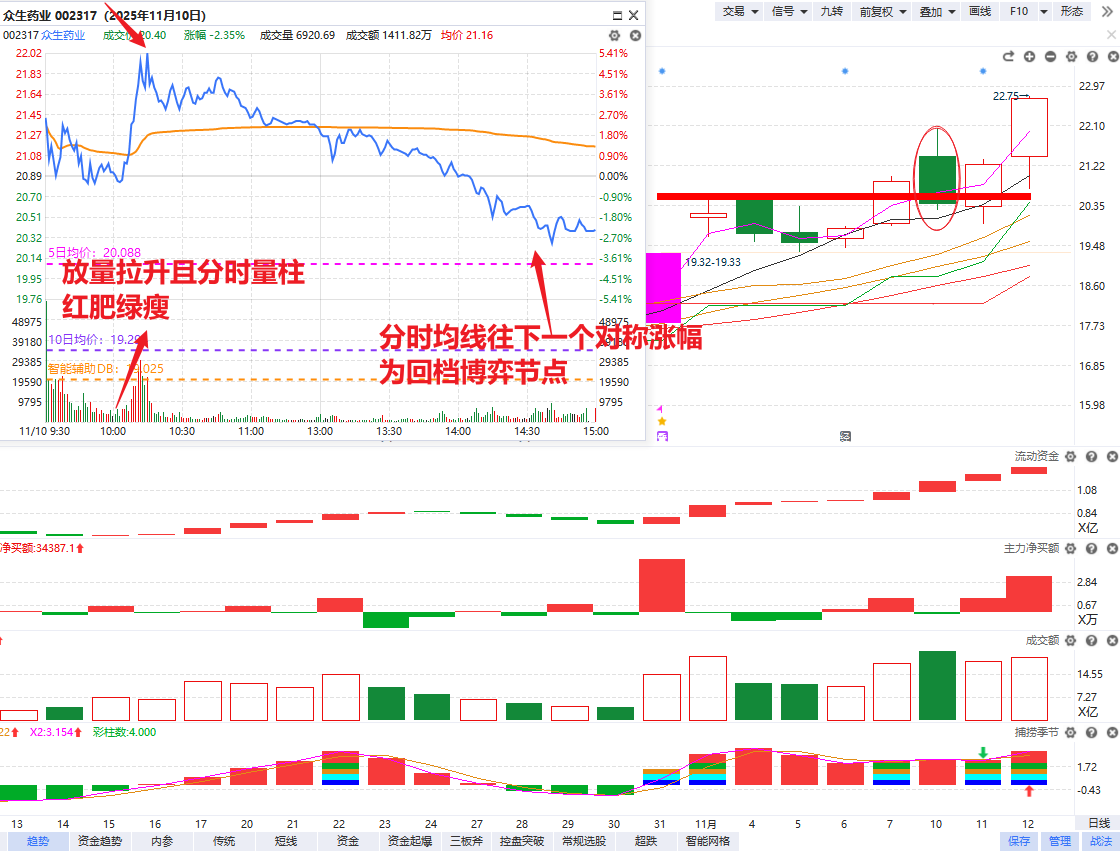 众生药业 002317（2025年11月10日）
002317 众生药业 成交价 20.40 涨幅 -2.35% 成交量 6920.69 成交额 1411.82万 均价 21.16
交易 信号 九转 前复权 叠加 画线 F10 形态
22.02 5.41%
21.83 4.51%
21.64 3.61%
21.45 2.70%
21.27 1.80%
21.08 0.90%
20.89 0.00%
20.70 -0.90%
20.51 -1.80%
20.32 -2.70%
20.14 -3.61%
19.95 -4.51%
19.76 -5.41%
48975 48975
39180
29385 29385
19590 19590
9795 9795
5日均价：20.088
10日均价：19.29
智能辅助DB：
放量拉升且分时量柱
红肥绿瘦
分时均线往下一个对称涨幅
为回档博弈节点
11/10 9:30 10:00 10:30 11:00 13:00 13:30 14:00 14:30 15:00
22.75
19.32-19.33
22.97
22.10
21.22
20.35
19.48
18.60
17.73
16.85
15.98
流动资金
1.08
0.84
X亿
净买额:34387.1
主力净买额
2.84
0.67
X万
成交额
14.55
7.27
X亿
22 X2:3.154 彩柱数:4.000
捕捞季节
1.72
-0.43
13 14 15 16 17 20 21 22 23 24 27 28 29 30 31 11月 4 5 6 7 10 11 12 日线
趋势 资金趋势 内参 传统 短线 资金 资金起爆 三板斧 控盘突破 常规选股 超跌 智能网格 保存 管理 战法